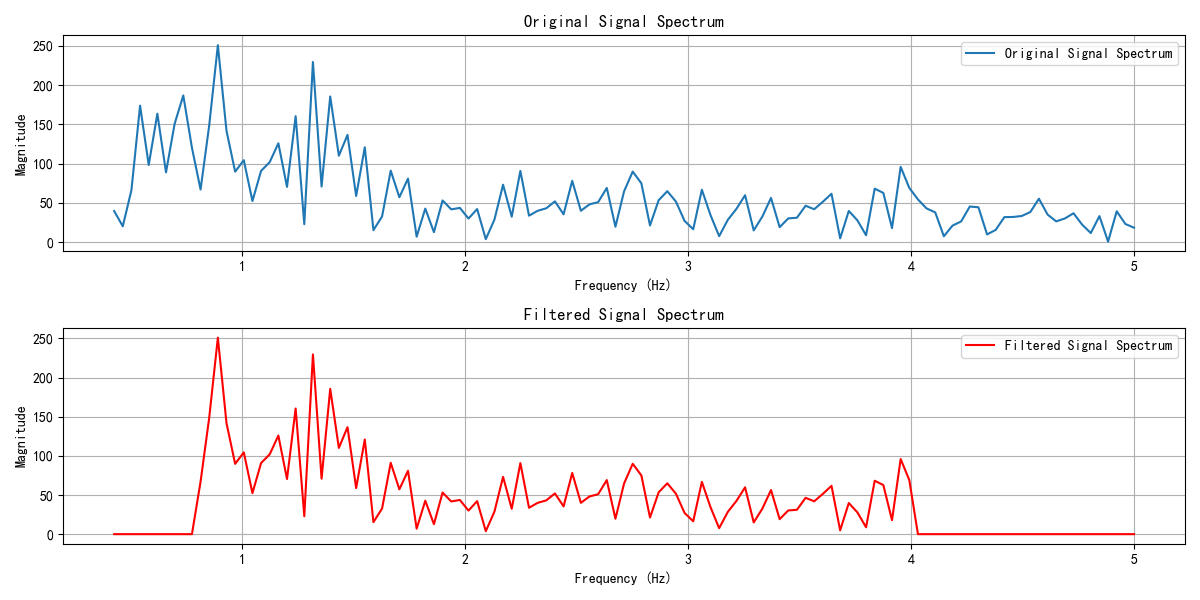 Original Signal Spectrum
Original Signal Spectrum
Magnitude
250
200
150
100
50
0
1 2 3 4 5
Frequency (Hz)
Filtered Signal Spectrum
Filtered Signal Spectrum
Magnitude
250
200
150
100
50
0
1 2 3 4 5
Frequency (Hz)